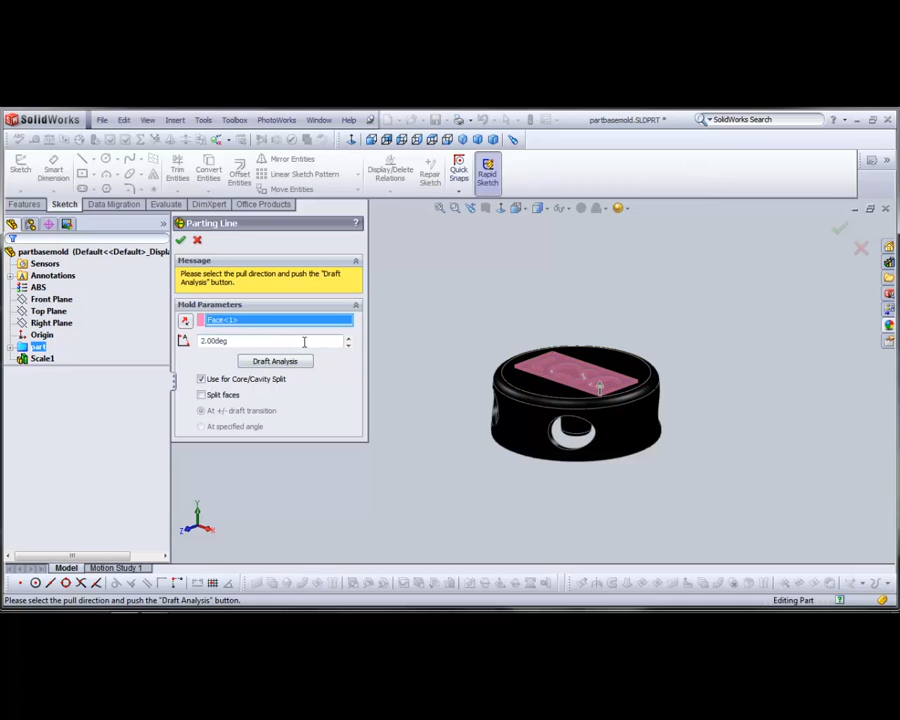 SolidWorks File Edit View Insert Tools Toolbox PhotoWorks Window Help partbasemold.SLDPRT * SolidWorks Search
Sketch Smart Dimension Trim Entities Convert Entities Offset Entities Mirror Entities Linear Sketch Pattern Move Entities Display/Delete Relations Repair Sketch Quick Snaps Rapid Sketch
Features Sketch Data Migration Evaluate DimXpert Office Products
Parting Line ?
partbasemold (Default<<Default>_Displa
Message
Sensors
Please select the pull direction and push the "Draft
Annotations
Analysis" button.
ABS
Front Plane
Mold Parameters
Top Plane
Face<1>
Right Plane
Origin
2.00deg
part
Scale1
Draft Analysis
Use for Core/Cavity Split
Split faces
At +/- draft transition
At specified angle
Y
Z X
Model Motion Study 1
Please select the pull direction and push the "Draft Analysis" button. Editing Part